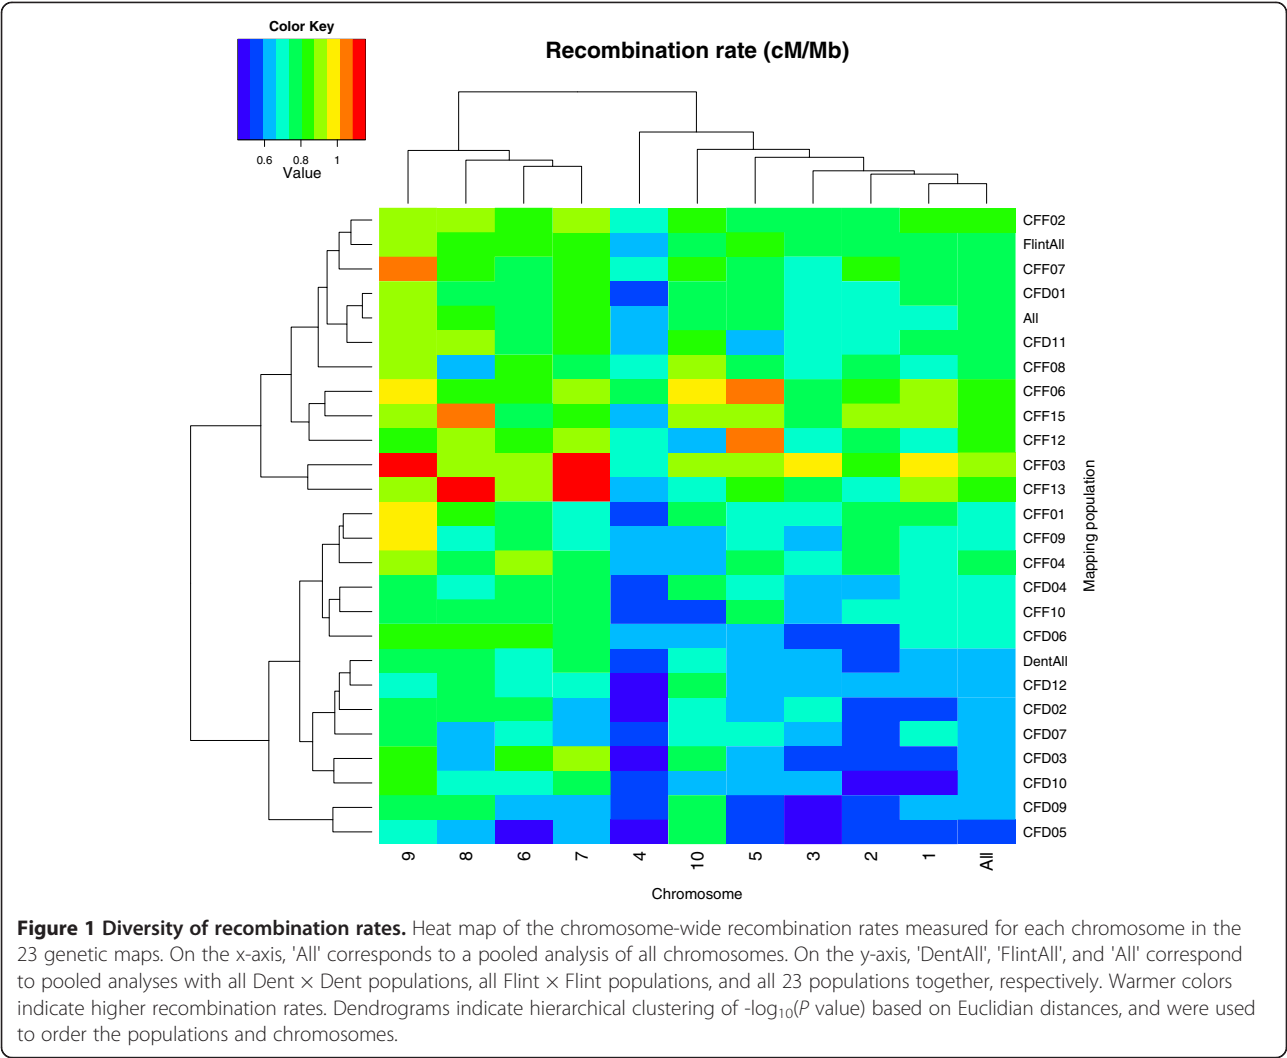 Color Key
0.6 0.8 1
Value
Recombination rate (cM/Mb)
CFF02
FlintAll
CFF07
CFD01
All
CFD11
CFF08
CFF06
CFF15
CFF12
CFF03
CFF13
CFF01
CFF09
CFF04
CFD04
CFF10
CFD06
DentAll
CFD12
CFD02
CFD07
CFD03
CFD10
CFD09
CFD05
Mapping population
9 8 6 7 4 10 5 3 2 1 All
Chromosome
Figure 1 Diversity of recombination rates. Heat map of the chromosome-wide recombination rates measured for each chromosome in the
23 genetic maps. On the x-axis, 'All' corresponds to a pooled analysis of all chromosomes. On the y-axis, 'DentAll', 'FlintAll', and 'All' correspond
to pooled analyses with all Dent × Dent populations, all Flint × Flint populations, and all 23 populations together, respectively. Warmer colors
indicate higher recombination rates. Dendrograms indicate hierarchical clustering of -log10(P value) based on Euclidian distances, and were used
to order the populations and chromosomes.